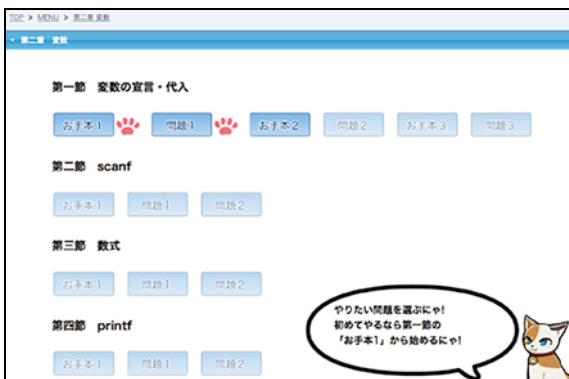 TOP > MENU > 第二章 変数
第二章 変数
第一節 変数の宣言・代入
お手本1 問題1 お手本2 問題2 お手本3 問題3
第二節 scanf
お手本1 問題1 問題2
第三節 数式
お手本1 問題1 問題2
第四節 printf
お手本1 問題1 問題2
やりたい問題を選ぶにゃ!
初めてやるなら第一節の
「お手本1」から始めるにゃ!